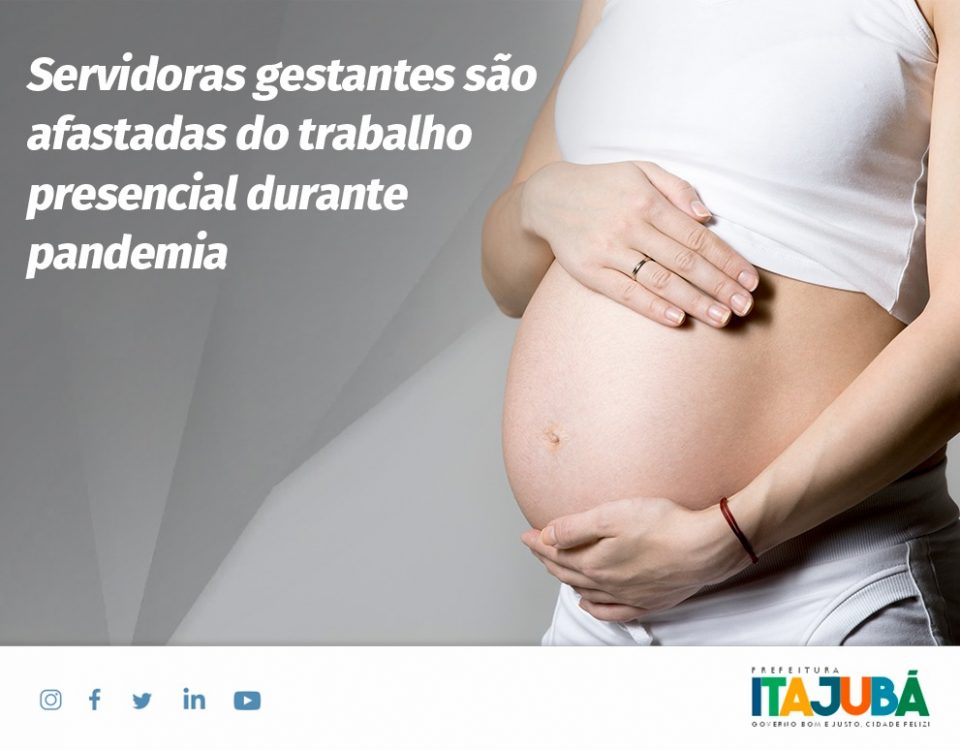 Servidoras gestantes são
afastadas do trabalho
presencial durante
pandemia
PREFEITURA
ITAJUBÁ
GOVERNO BOM E JUSTO, CIDADE FELIZ!